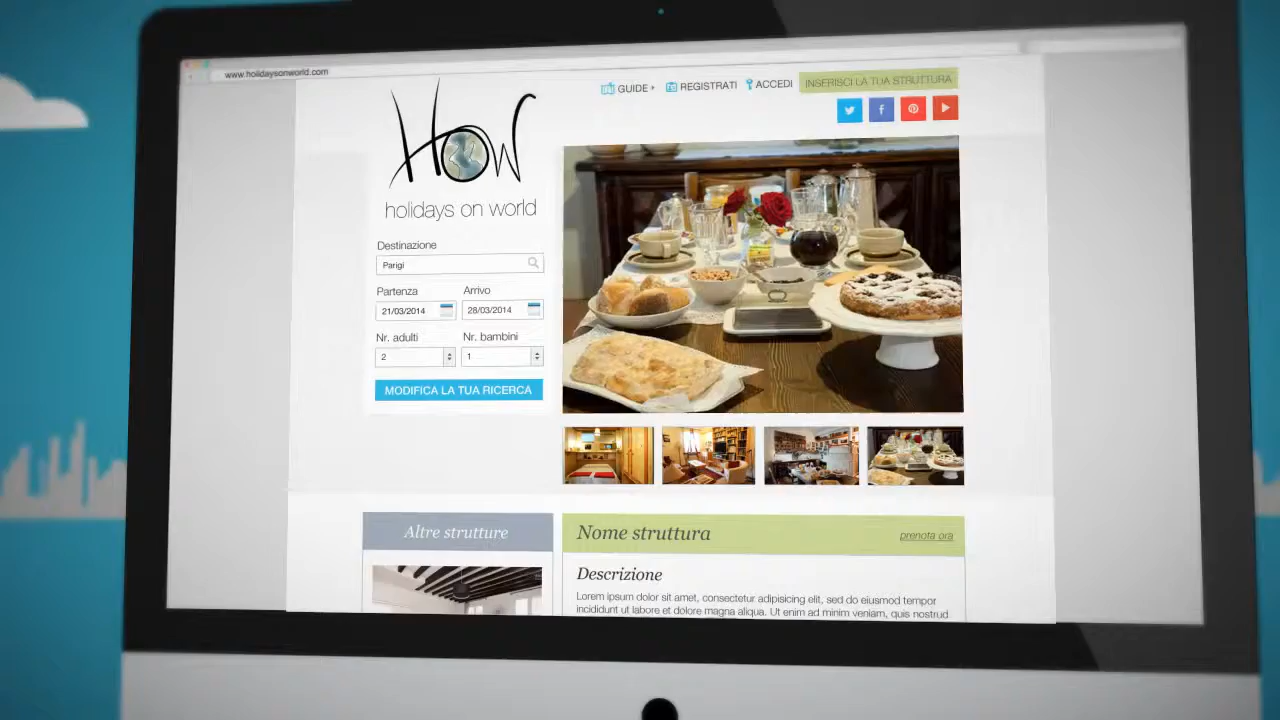 www.holidaysonworld.com
GUIDE
REGISTRATI
ACCEDI
INSERISCI LA TUA STRUTTURA
HOW
holidays on world
Destinazione
Parigi
Partenza
Arrivo
21/03/2014
28/03/2014
Nr. adulti
Nr. bambini
2
1
MODIFICA LA TUA RICERCA
Altre strutture
Nome struttura
prenota ora
Descrizione
Lorem ipsum dolor sit amet, consectetur adipisicing elit, sed do eiusmod tempor
incididunt ut labore et dolore magna aliqua. Ut enim ad minim veniam, quis nostrud